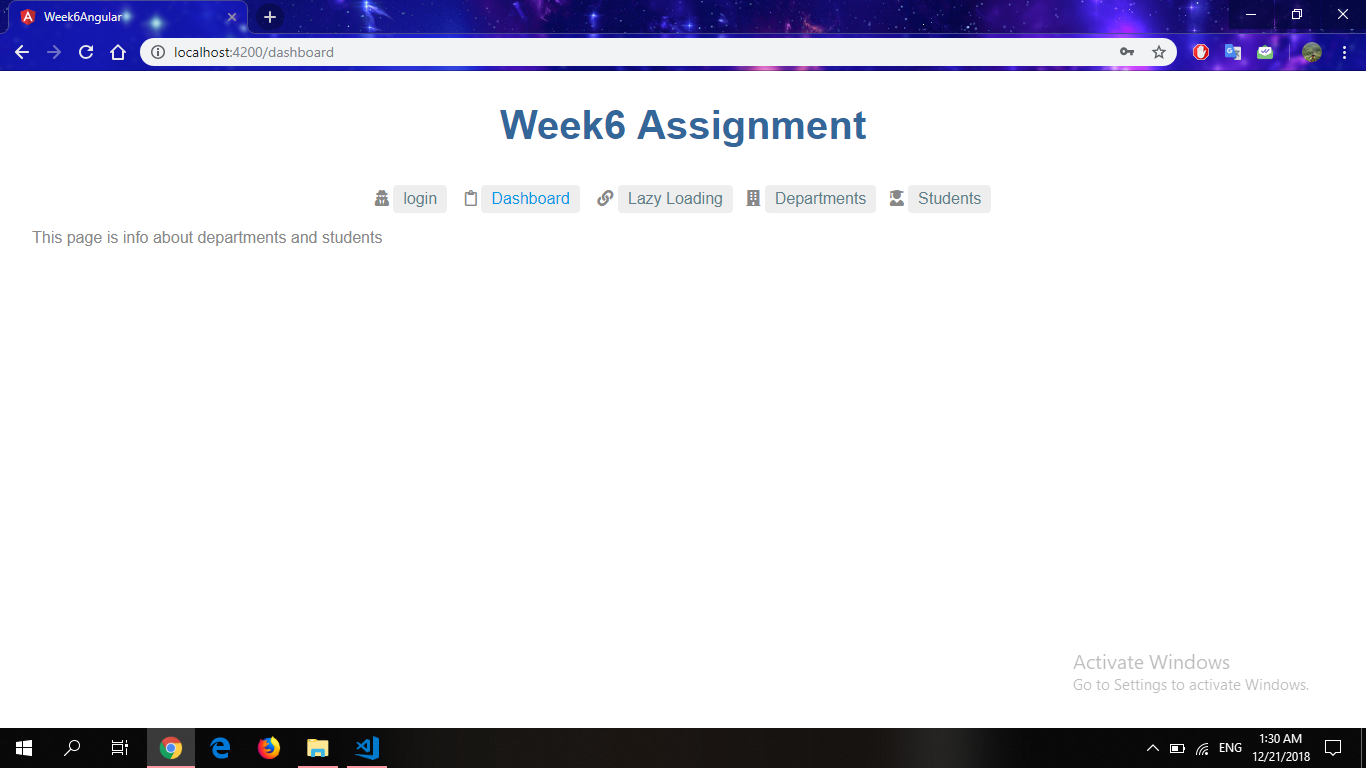 Week6Angular
localhost:4200/dashboard
Week6 Assignment
login Dashboard Lazy Loading Departments Students
This page is info about departments and students
Activate Windows
Go to Settings to activate Windows.
ENG
1:30 AM
12/21/2018